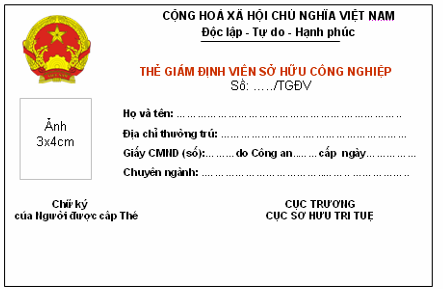 CỘNG HOÀ XÃ HỘI CHỦ NGHĨA VIỆT NAM
Độc lập - Tự do - Hạnh phúc
THẺ GIÁM ĐỊNH VIÊN SỞ HỮU CÔNG NGHIỆP
Số: ...../TGĐV
Ảnh
3x4cm
Họ và tên: ................................................................
Địa chỉ thường trú: .....................................................
Giấy CMND (số):......... do Công an....... cấp ngày...............
Chuyên ngành: ..........................................................
Chữ ký
của Người được cấp Thẻ
CỤC TRƯỞNG
CỤC SỞ HỮU TRÍ TUỆ